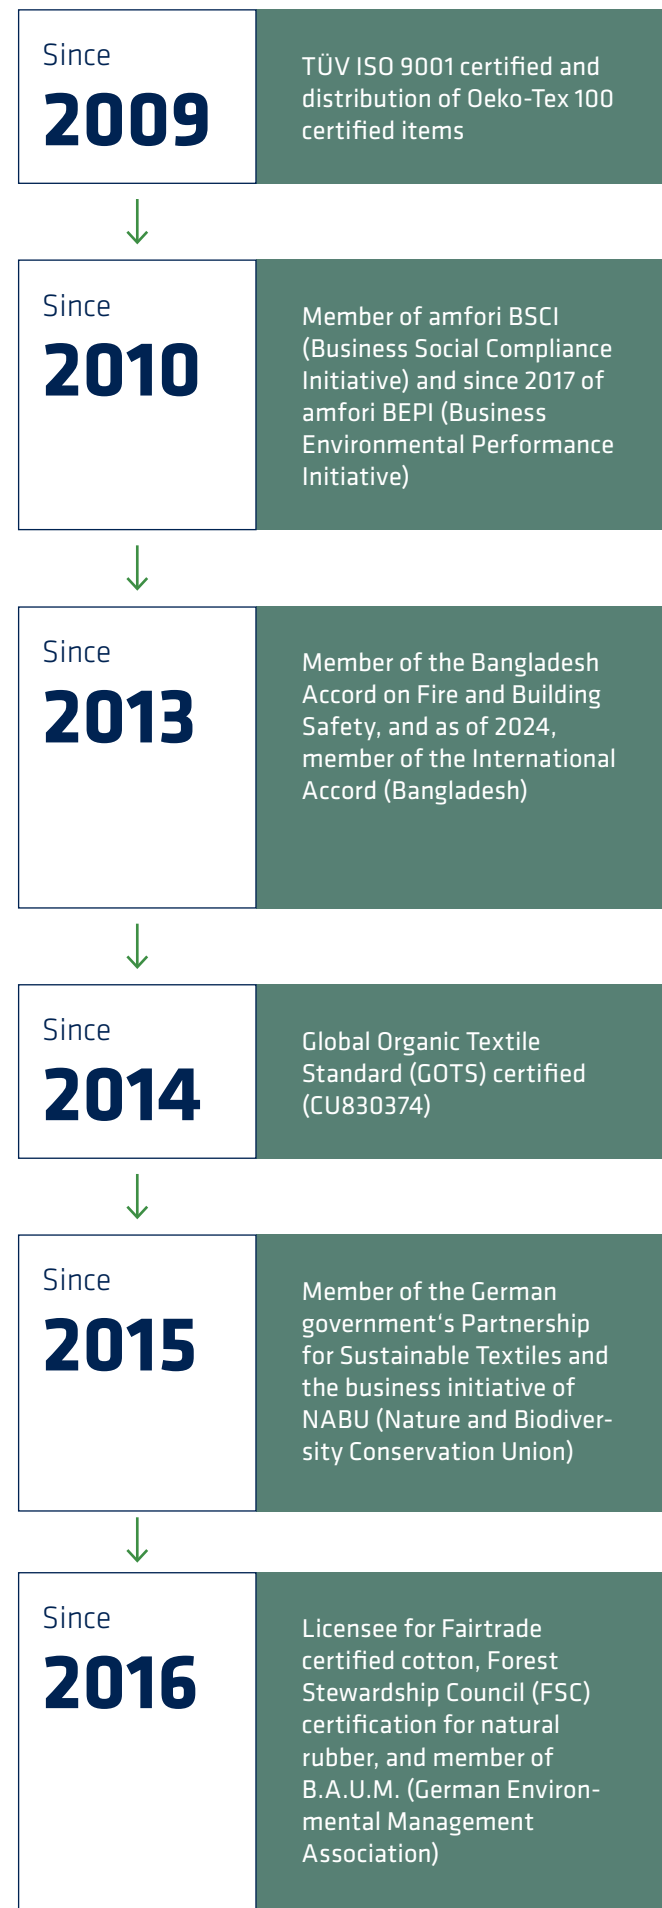 Since
2009
TÜV ISO 9001 certified and
distribution of Oeko-Tex 100
certified items
Since
2010
Member of amfori BSCI
(Business Social Compliance
Initiative) and since 2017 of
amfori BEPI (Business
Environmental Performance
Initiative)
Since
2013
Member of the Bangladesh
Accord on Fire and Building
Safety, and as of 2024,
member of the International
Accord (Bangladesh)
Since
2014
Global Organic Textile
Standard (GOTS) certified
(CU830374)
Since
2015
Member of the German
government‘s Partnership
for Sustainable Textiles and
the business initiative of
NABU (Nature and Biodiver-
sity Conservation Union)
Since
2016
Licensee for Fairtrade
certified cotton, Forest
Stewardship Council (FSC)
certification for natural
rubber, and member of
B.A.U.M. (German Environ-
mental Management
Association)